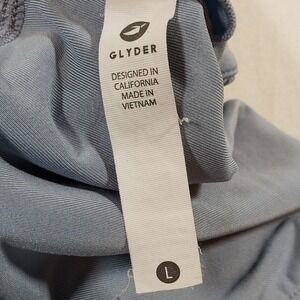 GLYDER
DESIGNED IN
CALIFORNIA
MADE IN
VIETNAM
L